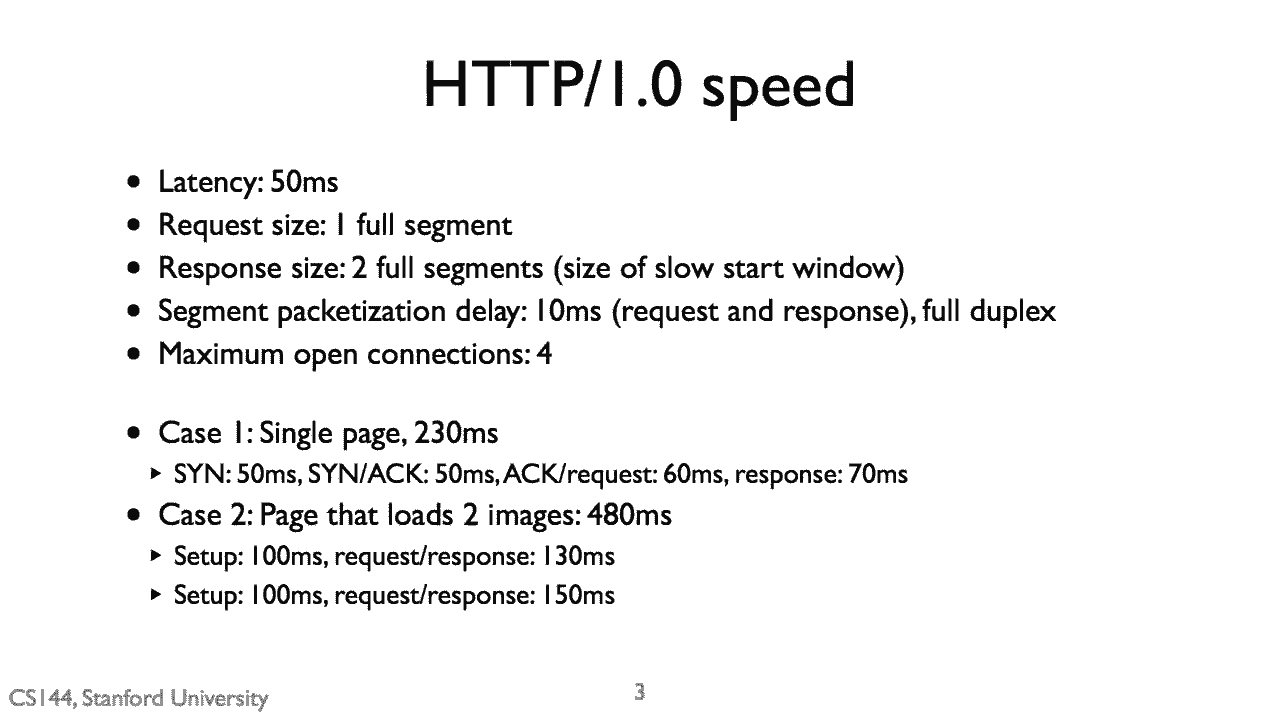 HTTP/1.0 speed
• Latency: 50ms
• Request size: 1 full segment
• Response size: 2 full segments (size of slow start window)
• Segment packetization delay: 10ms (request and response), full duplex
• Maximum open connections: 4
• Case 1: Single page, 230ms
▸ SYN: 50ms, SYN/ACK: 50ms, ACK/request: 60ms, response: 70ms
• Case 2: Page that loads 2 images: 480ms
▸ Setup: 100ms, request/response: 130ms
▸ Setup: 100ms, request/response: 150ms
CS144, Stanford University
3